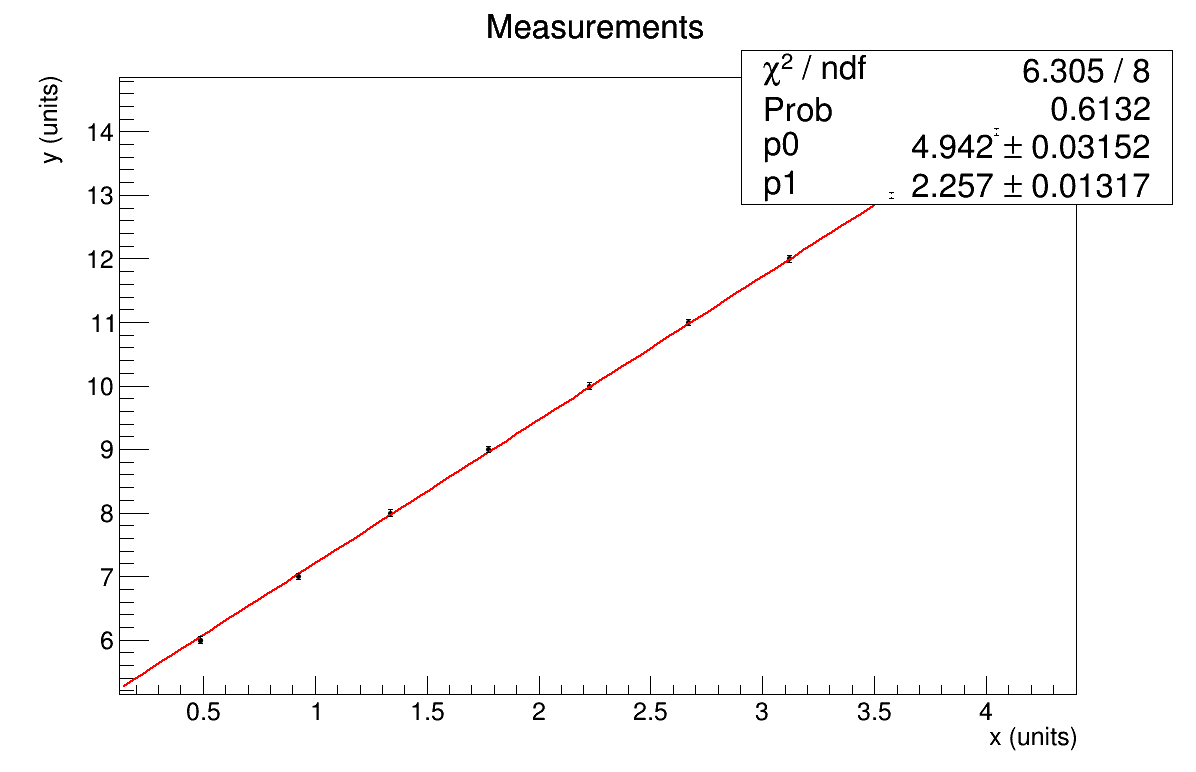 Measurements
χ² / ndf 6.305 / 8
Prob 0.6132
p0 4.942 ± 0.03152
p1 2.257 ± 0.01317
y (units)
14
13
12
11
10
9
8
7
6
0.5 1 1.5 2 2.5 3 3.5 4
x (units)